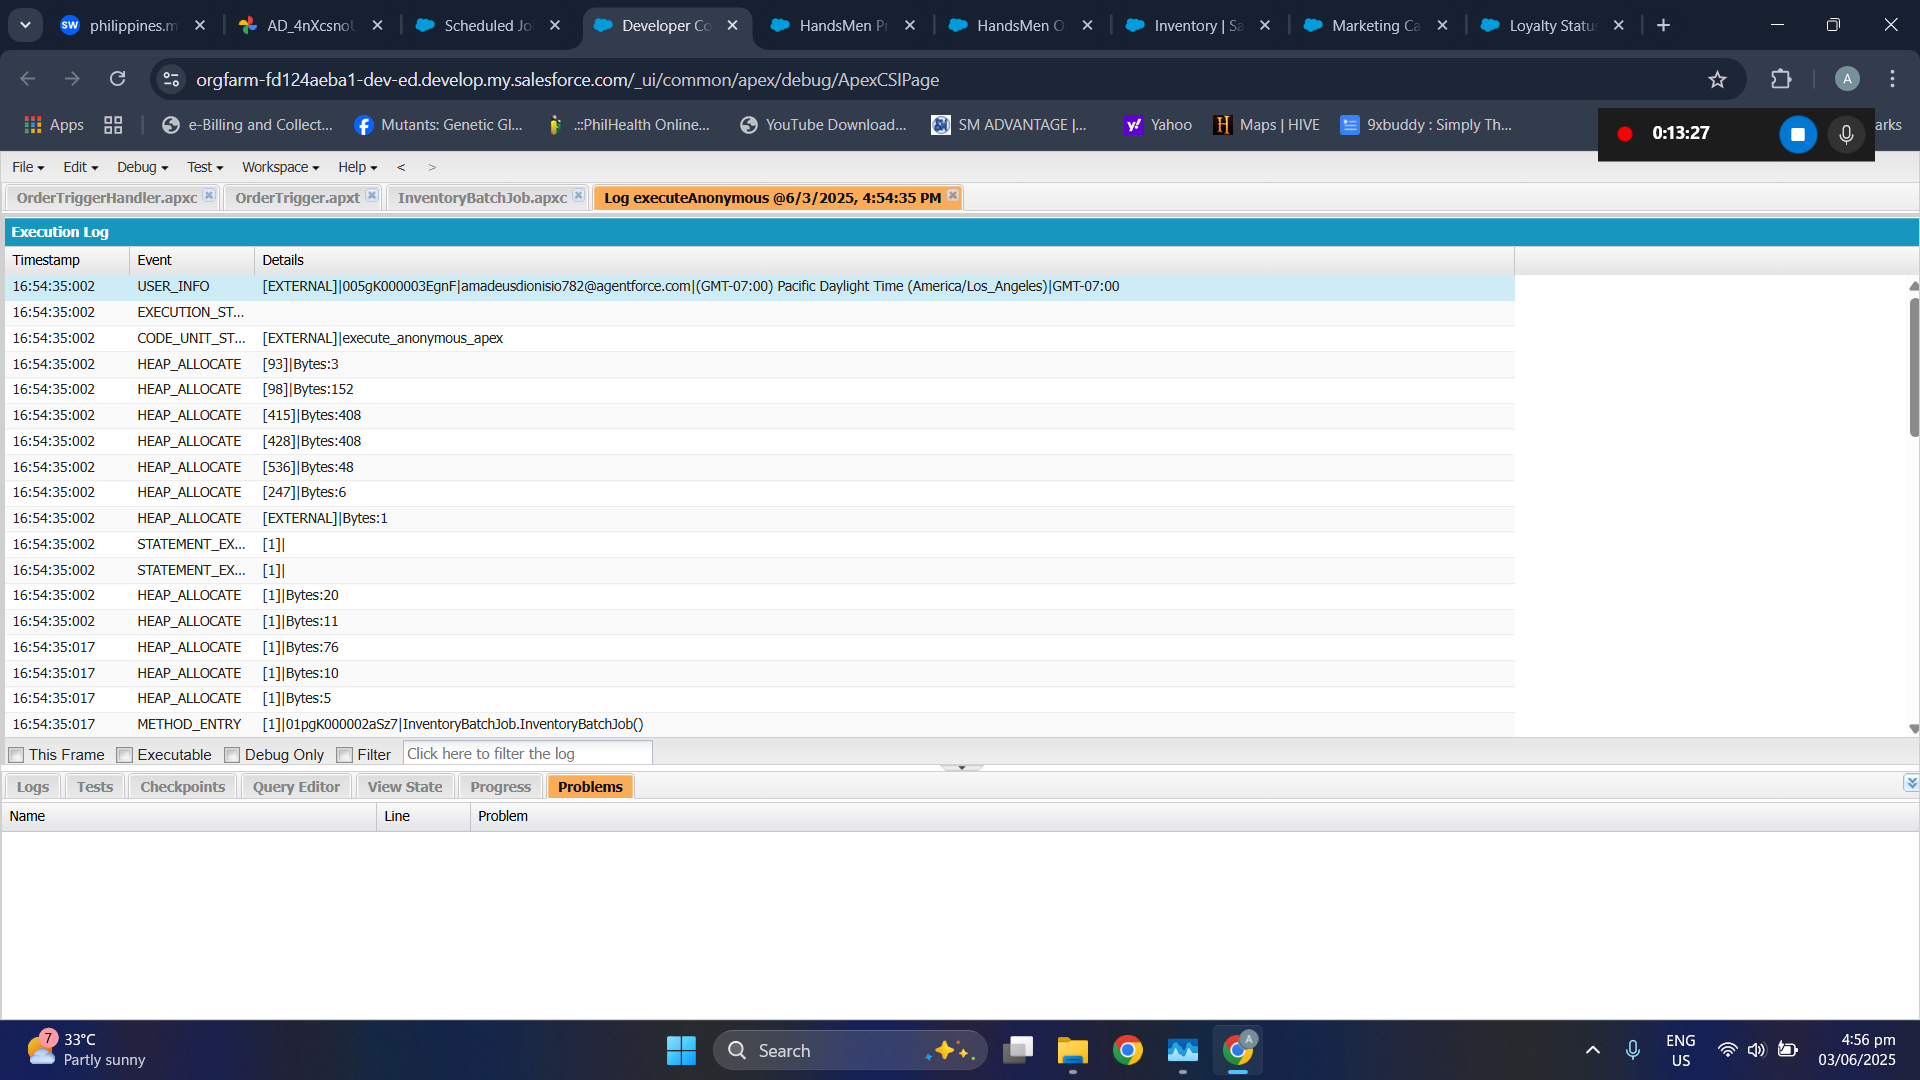 philippines.m
AD_4nXcsnoU
Scheduled Jo
Developer Co
HandsMen Pr
HandsMen O
Inventory | Sa
Marketing Ca
Loyalty Statu
orgfarm-fd124aeba1-dev-ed.develop.my.salesforce.com/_ui/common/apex/debug/ApexCSIPage
A
Apps
e-Billing and Collect...
Mutants: Genetic Gl...
.::PhilHealth Online...
YouTube Download...
SM ADVANTAGE |...
Yahoo
Maps | HIVE
9xbuddy : Simply Th...
arks
0:13:27
File Edit Debug Test Workspace Help < >
OrderTriggerHandler.apxc OrderTrigger.apxt InventoryBatchJob.apxc Log executeAnonymous @6/3/2025, 4:54:35 PM
Execution Log
Timestamp Event Details
16:54:35:002 USER_INFO [EXTERNAL]|005gK000003EgnF|amadeusdionisio782@agentforce.com|(GMT-07:00) Pacific Daylight Time (America/Los_Angeles)|GMT-07:00
16:54:35:002 EXECUTION_ST...
16:54:35:002 CODE_UNIT_ST... [EXTERNAL]|execute_anonymous_apex
16:54:35:002 HEAP_ALLOCATE [93]|Bytes:3
16:54:35:002 HEAP_ALLOCATE [98]|Bytes:152
16:54:35:002 HEAP_ALLOCATE [415]|Bytes:408
16:54:35:002 HEAP_ALLOCATE [428]|Bytes:408
16:54:35:002 HEAP_ALLOCATE [536]|Bytes:48
16:54:35:002 HEAP_ALLOCATE [247]|Bytes:6
16:54:35:002 HEAP_ALLOCATE [EXTERNAL]|Bytes:1
16:54:35:002 STATEMENT_EX... [1]|
16:54:35:002 STATEMENT_EX... [1]|
16:54:35:002 HEAP_ALLOCATE [1]|Bytes:20
16:54:35:002 HEAP_ALLOCATE [1]|Bytes:11
16:54:35:017 HEAP_ALLOCATE [1]|Bytes:76
16:54:35:017 HEAP_ALLOCATE [1]|Bytes:10
16:54:35:017 HEAP_ALLOCATE [1]|Bytes:5
16:54:35:017 METHOD_ENTRY [1]|01pgK000002aSz7|InventoryBatchJob.InventoryBatchJob()
This Frame Executable Debug Only Filter Click here to filter the log
Logs Tests Checkpoints Query Editor View State Progress Problems
Name Line Problem
7
33°C
Partly sunny
Search
A
ENG
US
4:56 pm
03/06/2025